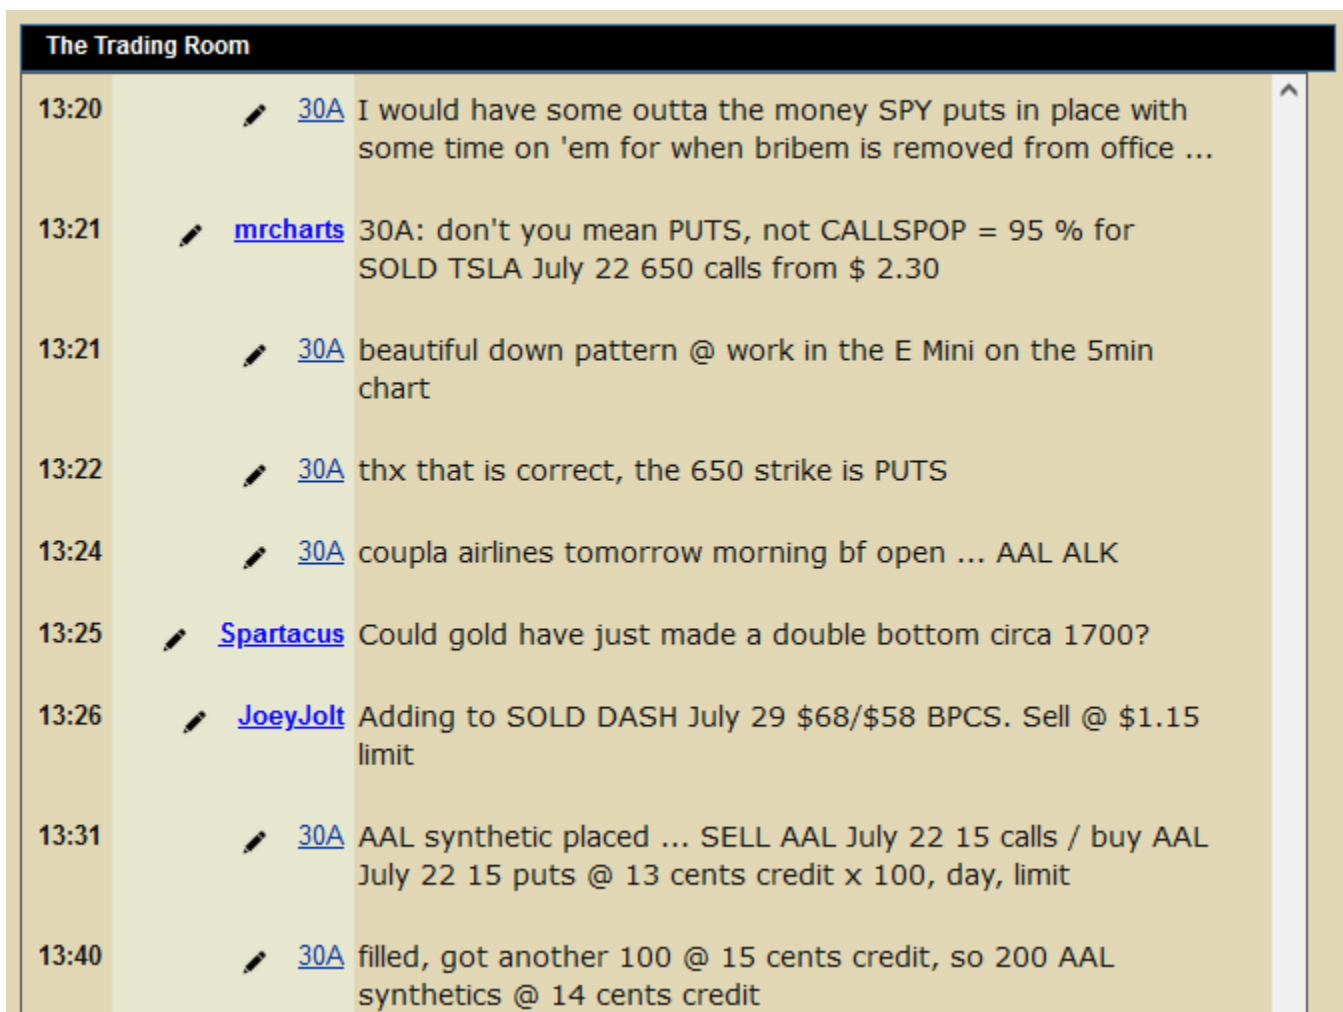 The Trading Room
13:20 30A I would have some outta the money SPY puts in place with
some time on 'em for when bribem is removed from office ...
13:21 mrcharts 30A: don't you mean PUTS, not CALLSPOP = 95 % for
SOLD TSLA July 22 650 calls from $ 2.30
13:21 30A beautiful down pattern @ work in the E Mini on the 5min
chart
13:22 30A thx that is correct, the 650 strike is PUTS
13:24 30A coupla airlines tomorrow morning bf open ... AAL ALK
13:25 Spartacus Could gold have just made a double bottom circa 1700?
13:26 JoeyJolt Adding to SOLD DASH July 29 $68/$58 BPCS. Sell @ $1.15
limit
13:31 30A AAL synthetic placed ... SELL AAL July 22 15 calls / buy AAL
July 22 15 puts @ 13 cents credit x 100, day, limit
13:40 30A filled, got another 100 @ 15 cents credit, so 200 AAL
synthetics @ 14 cents credit